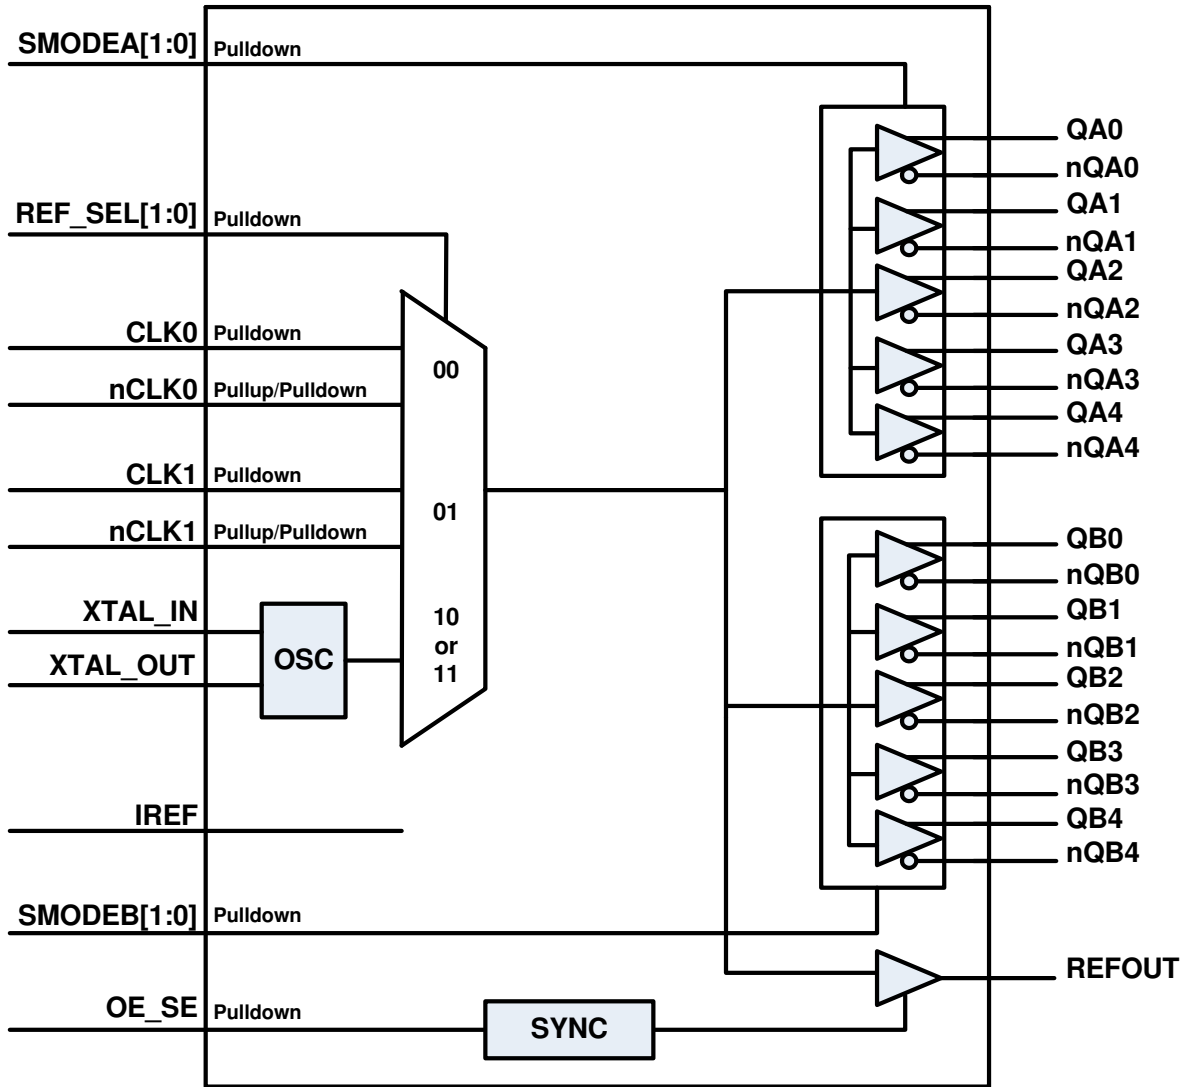 SMODEA[1:0] Pulldown
QA0
nQA0
QA1
nQA1
QA2
nQA2
QA3
nQA3
QA4
nQA4
REF_SEL[1:0] Pulldown
CLK0 Pulldown
nCLK0 Pullup/Pulldown
CLK1 Pulldown
nCLK1 Pullup/Pulldown
XTAL_IN
XTAL_OUT
OSC
00
01
10
or
11
IREF
QB0
nQB0
QB1
nQB1
QB2
nQB2
QB3
nQB3
QB4
nQB4
SMODEB[1:0] Pulldown
REFOUT
OE_SE Pulldown
SYNC